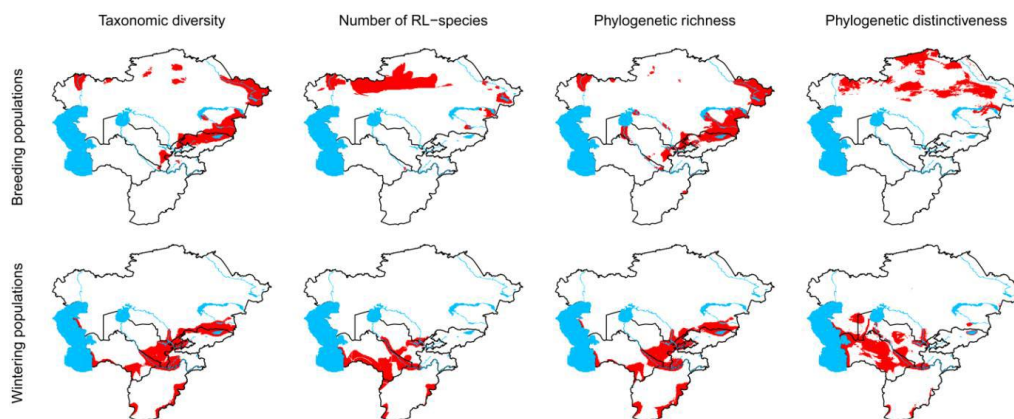 Taxonomic diversity
Number of RL−species
Phylogenetic richness
Phylogenetic distinctiveness
Breeding populations
Wintering populations